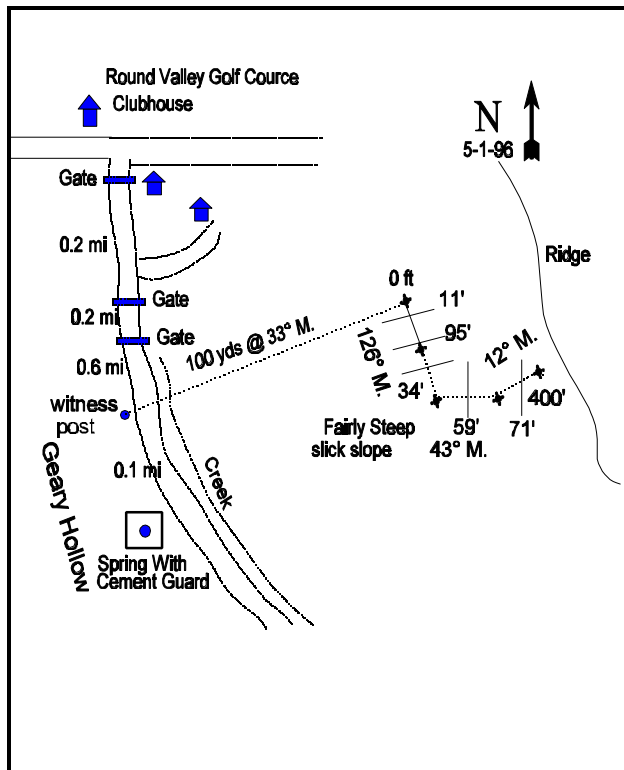 Round Valley Golf Cource
Clubhouse
N
5-1-96
Gate
Ridge
0.2 mi
0 ft
11'
Gate
0.2 mi
95'
Gate
100 yds @ 33° M.
126° M.
12° M.
0.6 mi
34'
400'
witness
post
Fairly Steep
slick slope
59'
71'
43° M.
0.1 mi
Creek
Geary Hollow
Spring With
Cement Guard